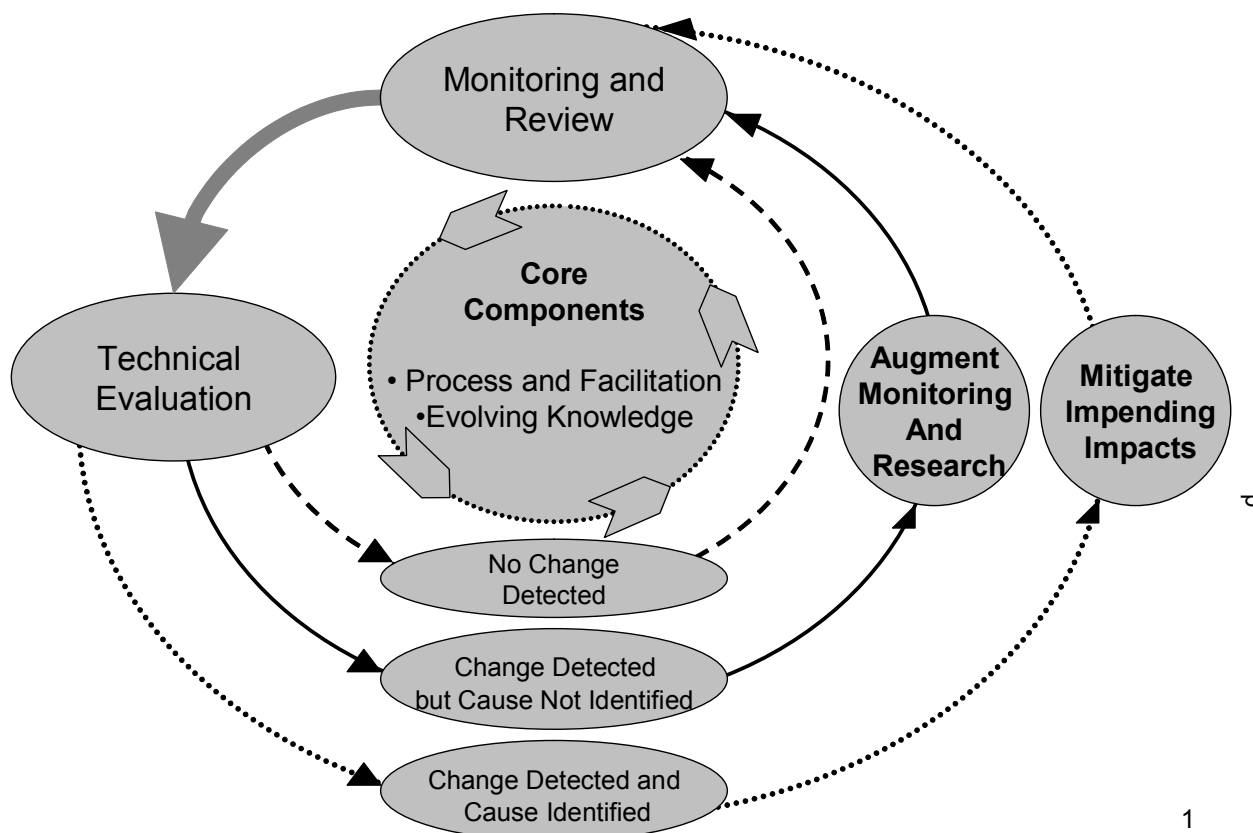 Monitoring and
Review
Core
Components
• Process and Facilitation
•Evolving Knowledge
Technical
Evaluation
Augment
Monitoring
And
Research
Mitigate
Impending
Impacts
No Change
Detected
Change Detected
but Cause Not Identified
Change Detected and
Cause Identified
1